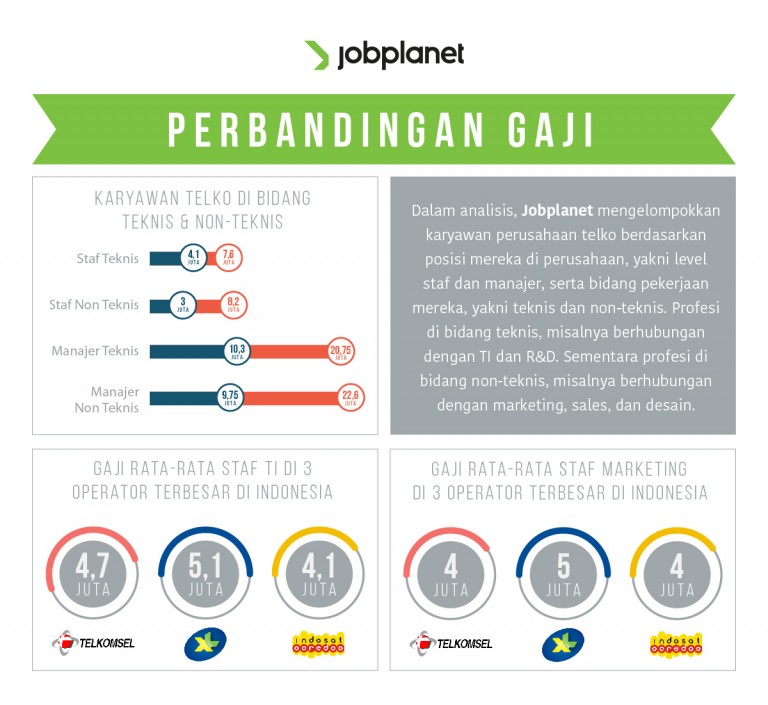 jobplanet
PERBANDINGAN GAJI
KARYAWAN TELKO DI BIDANG
TEKNIS & NON-TEKNIS
Staf Teknis
4,1
JUTA
7,6
JUTA
Staf Non Teknis
3
JUTA
8,2
JUTA
Manajer Teknis
10,3
JUTA
20,75
JUTA
Manajer
Non Teknis
9,75
JUTA
22,6
JUTA
Dalam analisis, Jobplanet mengelompokkan
karyawan perusahaan telko berdasarkan
posisi mereka di perusahaan, yakni level
staf dan manajer, serta bidang pekerjaan
mereka, yakni teknis dan non-teknis. Profesi
di bidang teknis, misalnya berhubungan
dengan TI dan R&D. Sementara profesi di
bidang non-teknis, misalnya berhubungan
dengan marketing, sales, dan desain.
GAJI RATA-RATA STAF TI DI 3
OPERATOR TERBESAR DI INDONESIA
4,7
JUTA
TELKOMSEL
5,1
JUTA
XL
4,1
JUTA
indosat
ooredoo
GAJI RATA-RATA STAF MARKETING
DI 3 OPERATOR TERBESAR DI INDONESIA
4
JUTA
TELKOMSEL
5
JUTA
XL
4
JUTA
indosat
ooredoo